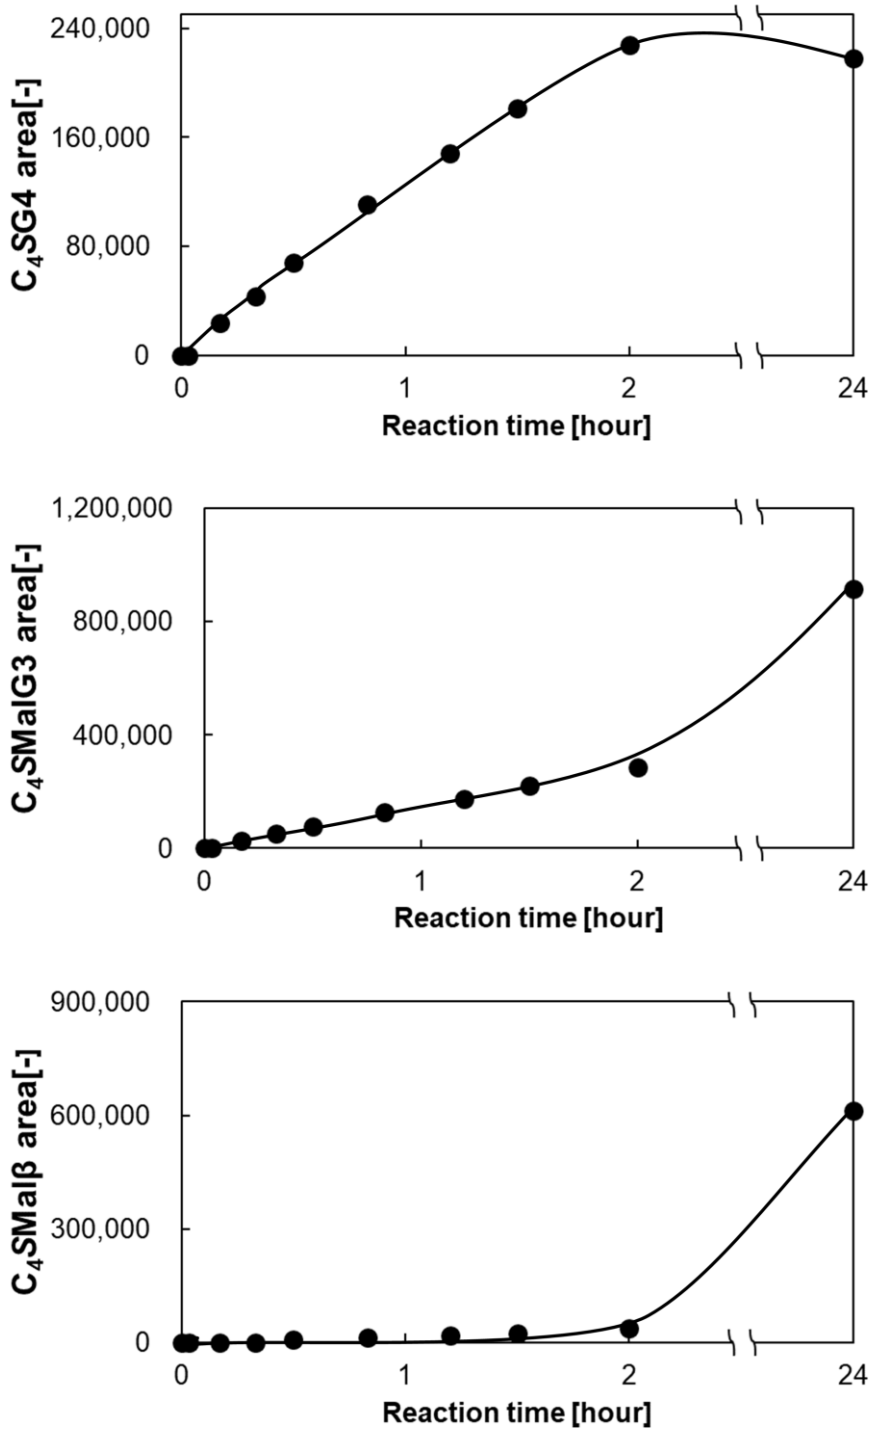 C₄SG4 area[-]
240,000
160,000
80,000
0
0 1 2 24
Reaction time [hour]
C₄SMalG3 area[-]
1,200,000
800,000
400,000
0
0 1 2 24
Reaction time [hour]
C₄SMalβ area[-]
900,000
600,000
300,000
0
0 1 2 24
Reaction time [hour]